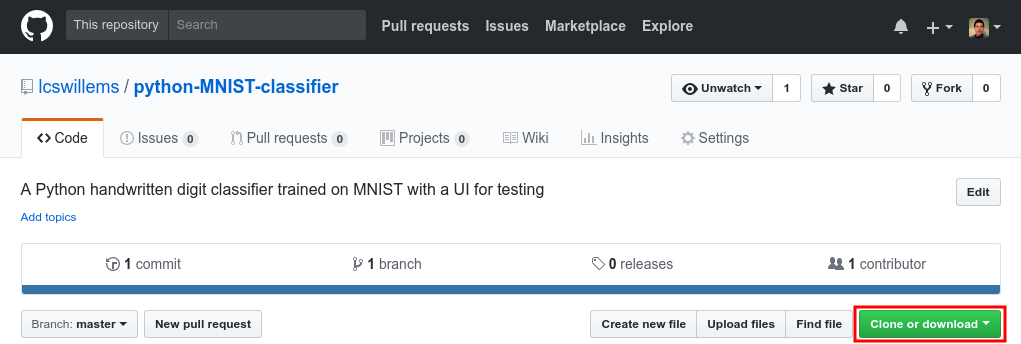 This repository Search Pull requests Issues Marketplace Explore
lcswillems / python-MNIST-classifier Unwatch 1 Star 0 Fork 0
Code Issues 0 Pull requests 0 Projects 0 Wiki Insights Settings
A Python handwritten digit classifier trained on MNIST with a UI for testing Edit
Add topics
1 commit 1 branch 0 releases 1 contributor
Branch: master New pull request Create new file Upload files Find file Clone or download